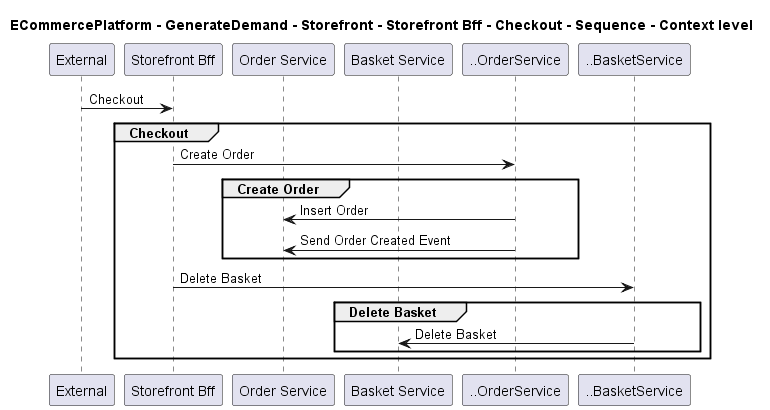 ECommercePlatform - GenerateDemand - Storefront - Storefront Bff - Checkout - Sequence - Context level
External Storefront Bff Order Service Basket Service ..OrderService ..BasketService
Checkout
Checkout
Create Order
Create Order
Insert Order
Send Order Created Event
Delete Basket
Delete Basket
Delete Basket
External Storefront Bff Order Service Basket Service ..OrderService ..BasketService